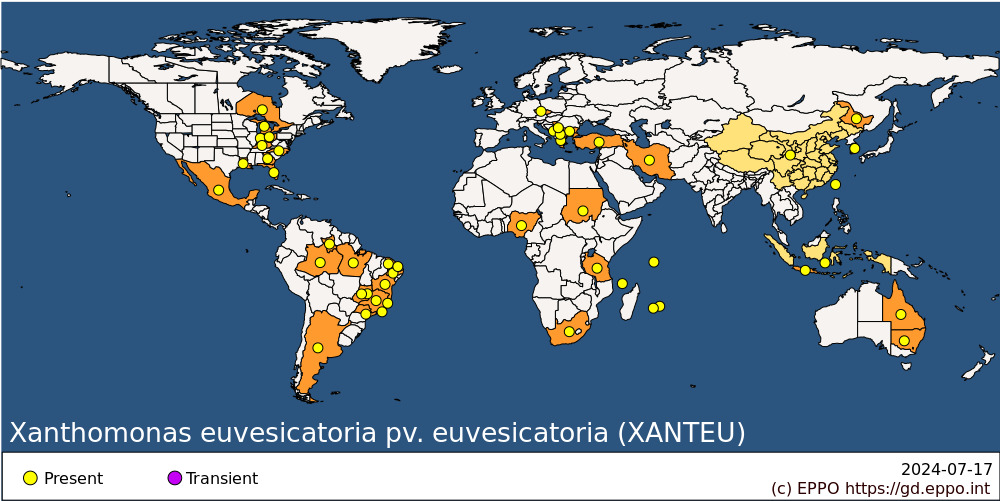 Xanthomonas euvesicatoria pv. euvesicatoria (XANTEU)
Present
Transient
2024-07-17
(c) EPPO https://gd.eppo.int